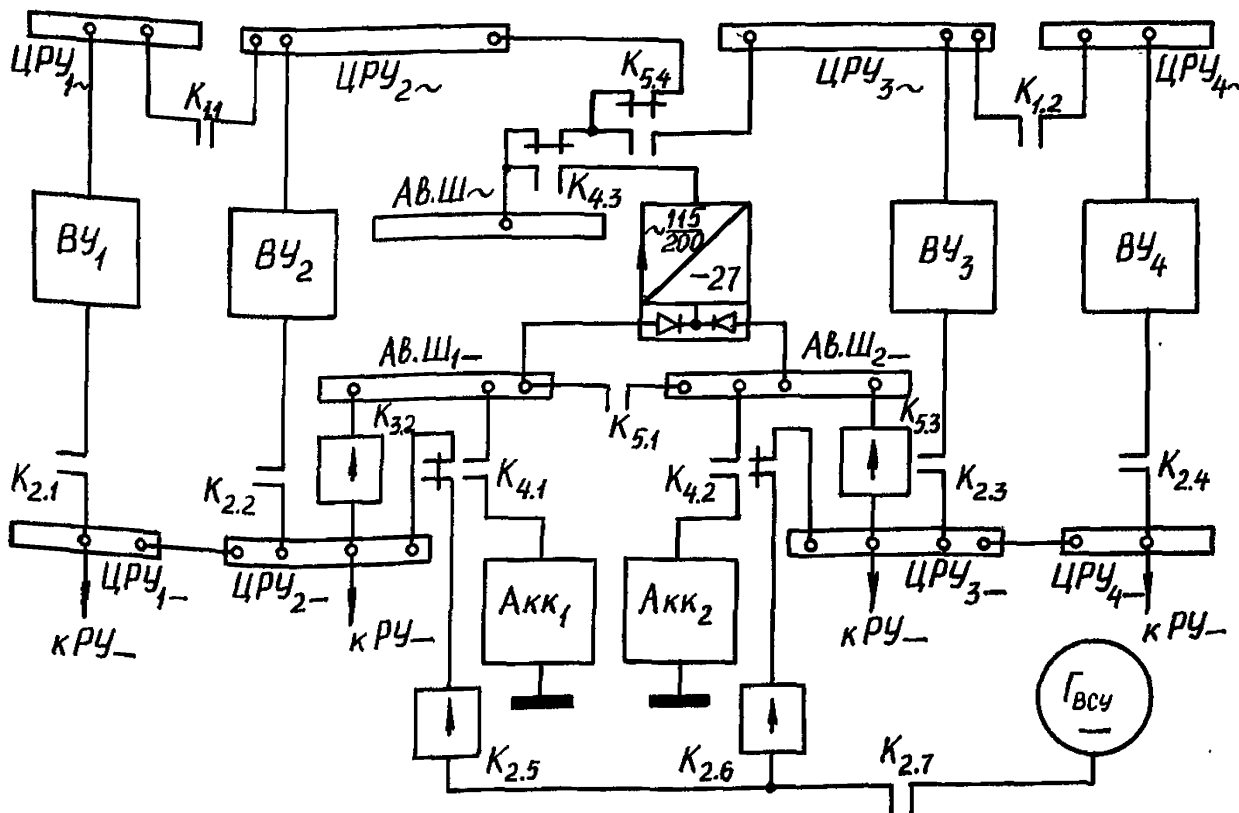 ЦРУ1~
ЦРУ2~
ЦРУ3~
ЦРУ4~
К5.4
К1.1
К1.2
Ав.Ш~
К4.3
ВУ1
ВУ2
~115
200
-27
ВУ3
ВУ4
Ав.Ш1-
Ав.Ш2-
К3.2
К5.1
К5.3
К2.1
К2.2
К4.1
К4.2
К2.3
К2.4
ЦРУ1-
ЦРУ2-
Акк1
Акк2
ЦРУ3-
ЦРУ4-
к РУ-
к РУ-
к РУ-
к РУ-
ГВСУ
-
К2.5
К2.6
К2.7